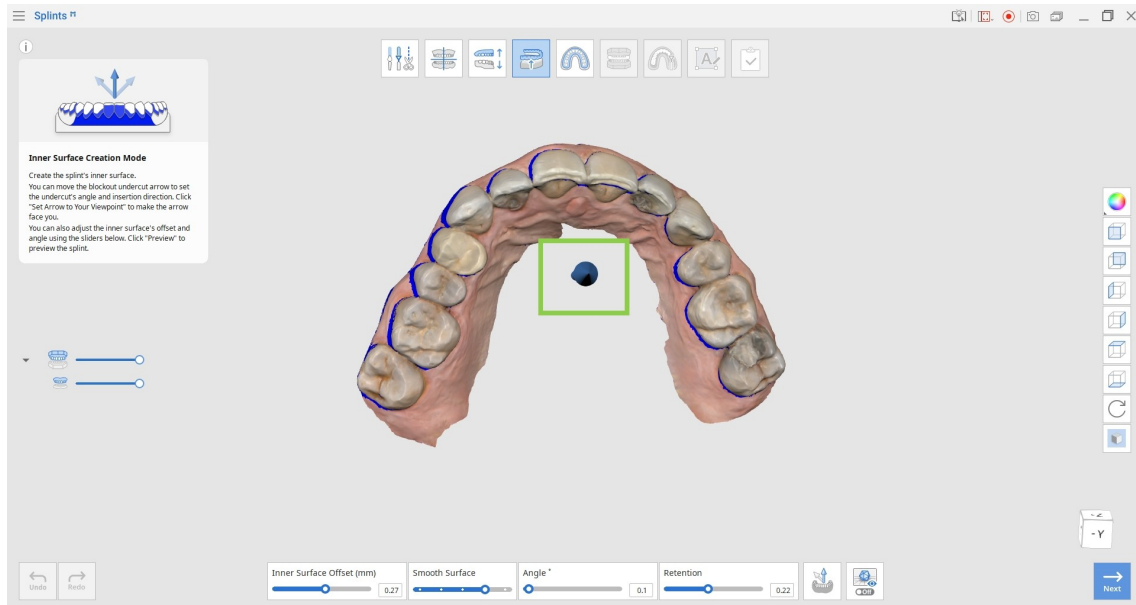 Splints
Inner Surface Creation Mode
Create the splint's inner surface.
You can move the blockout undercut arrow to set
the undercut's angle and insertion direction. Click
"Set Arrow to Your Viewpoint" to make the arrow
face you.
You can also adjust the inner surface's offset and
angle using the sliders below. Click "Preview" to
preview the splint.
-Y
Undo
Redo
Inner Surface Offset (mm)
0.27
Smooth Surface
Angle °
0.1
Retention
0.22
Off
Next